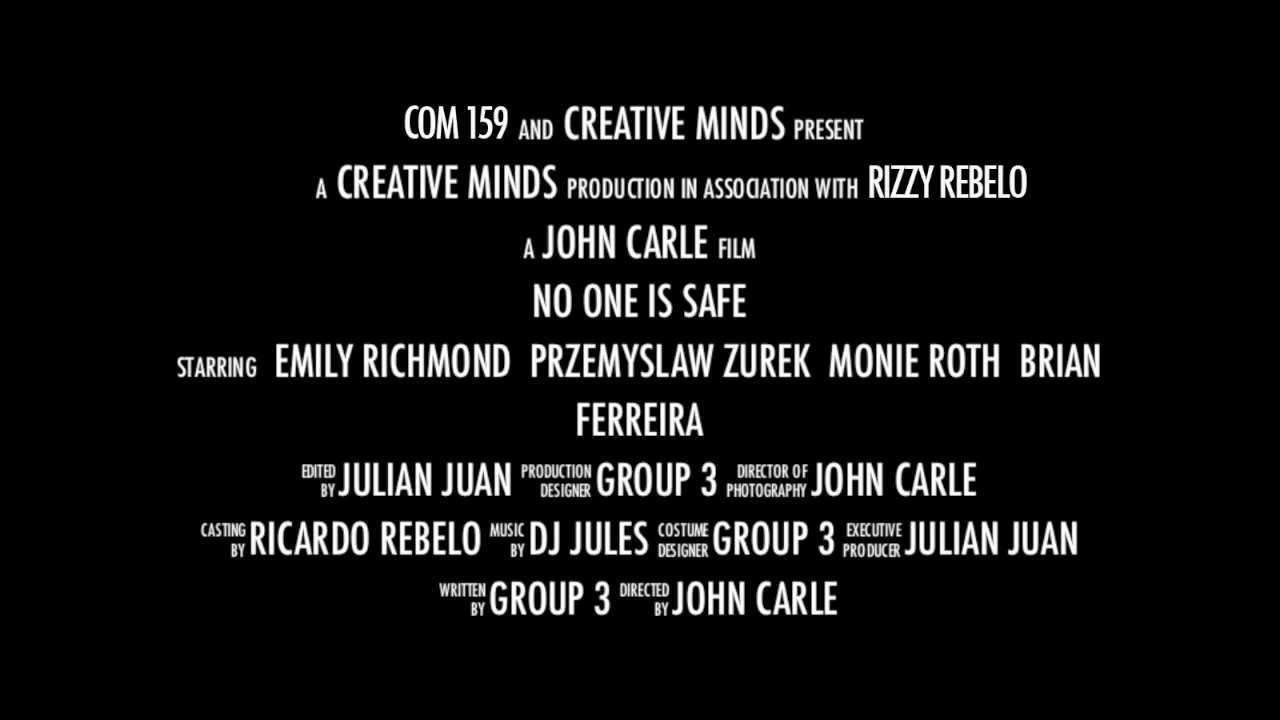 COM 159 AND CREATIVE MINDS PRESENT
A CREATIVE MINDS PRODUCTION IN ASSOCIATION WITH RIZZY REBELO
A JOHN CARLE FILM
NO ONE IS SAFE
STARRING EMILY RICHMOND PRZEMYSLAW ZUREK MONIE ROTH BRIAN
FERREIRA
EDITED BY JULIAN JUAN PRODUCTION DESIGNER GROUP 3 DIRECTOR OF PHOTOGRAPHY JOHN CARLE
CASTING BY RICARDO REBELO MUSIC BY DJ JULES COSTUME DESIGNER GROUP 3 EXECUTIVE PRODUCER JULIAN JUAN
WRITTEN BY GROUP 3 DIRECTED BY JOHN CARLE